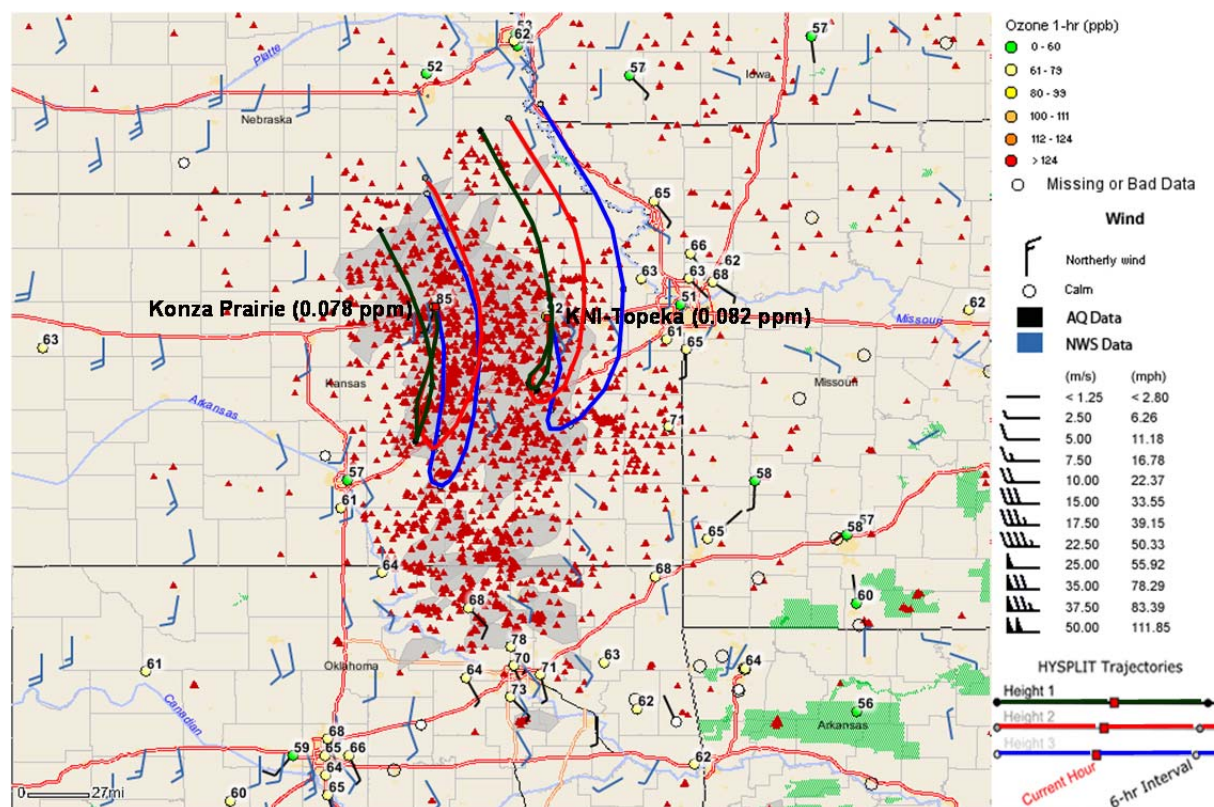 53
62
57
52
57
Iowa
Platte
Nebraska
65
66
62
63
63
68
85
Konza Prairie (0.078 ppm)
KNI-Topeka (0.082 ppm)
51
62
Missouri
61
65
63
Kansas
Missouri
Arkansas
71
57
58
61
65
57
58
64
68
68
60
78
Oklahoma
70
61
64
71
63
64
73
62
56
Canadian
Arkansas
68
59
65
66
64
62
65
60
0
27mi
Ozone 1-hr (ppb)
0 - 60
61 - 79
80 - 99
100 - 111
112 - 124
> 124
Missing or Bad Data
Wind
Northerly wind
Calm
AQ Data
NWS Data
(m/s) (mph)
< 1.25 < 2.80
2.50 6.26
5.00 11.18
7.50 16.78
10.00 22.37
15.00 33.55
17.50 39.15
22.50 50.33
25.00 55.92
35.00 78.29
37.50 83.39
50.00 111.85
HYSPLIT Trajectories
Height 1
Height 2
Height 3
Current Hour
6-hr Interval